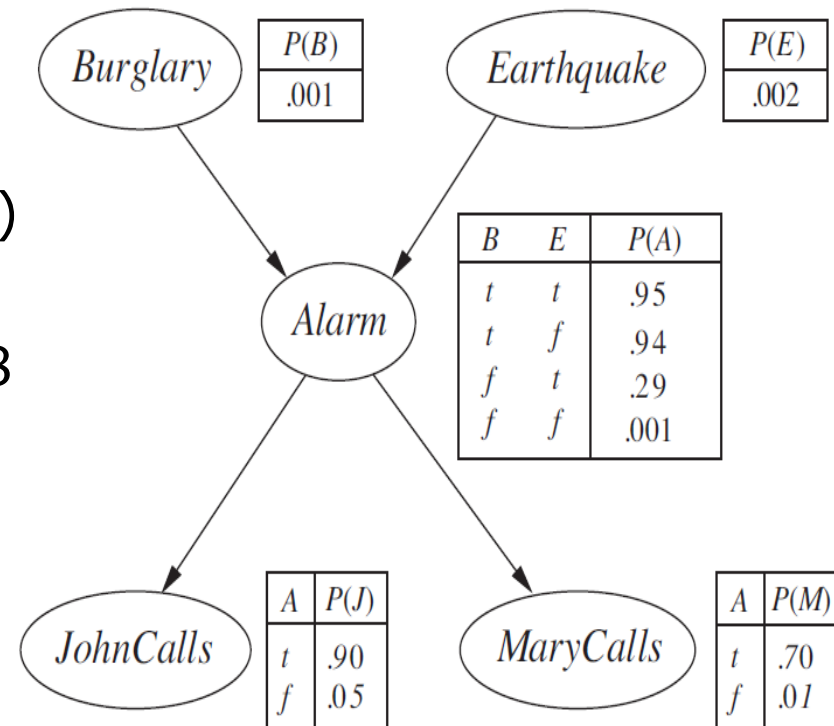 Burglary
P(B)
.001
Earthquake
P(E)
.002
)
B E P(A)
t t .95
t f .94
f t .29
f f .001
Alarm
JohnCalls
A P(J)
t .90
f .05
MaryCalls
A P(M)
t .70
f .01